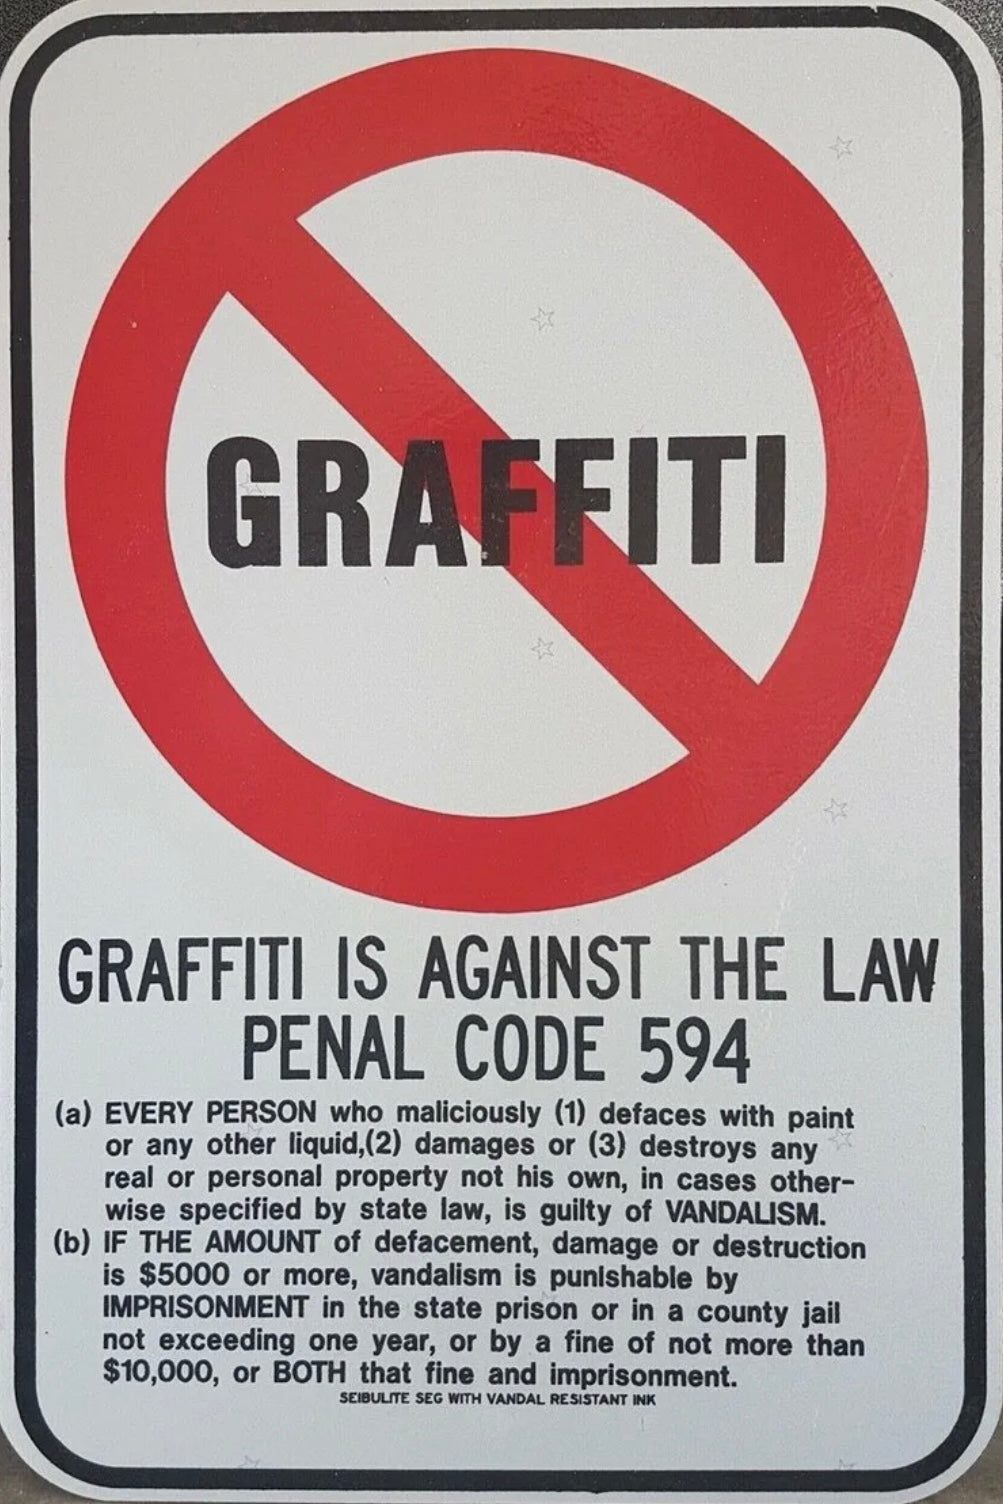 GRAFFITI
GRAFFITI IS AGAINST THE LAW
PENAL CODE 594
(a) EVERY PERSON who maliciously (1) defaces with paint
or any other liquid,(2) damages or (3) destroys any
real or personal property not his own, in cases other-
wise specified by state law, is guilty of VANDALISM.
(b) IF THE AMOUNT of defacement, damage or destruction
is $5000 or more, vandalism is punishable by
IMPRISONMENT in the state prison or in a county jail
not exceeding one year, or by a fine of not more than
$10,000, or BOTH that fine and imprisonment.
SEIBULITE SEG WITH VANDAL RESISTANT INK